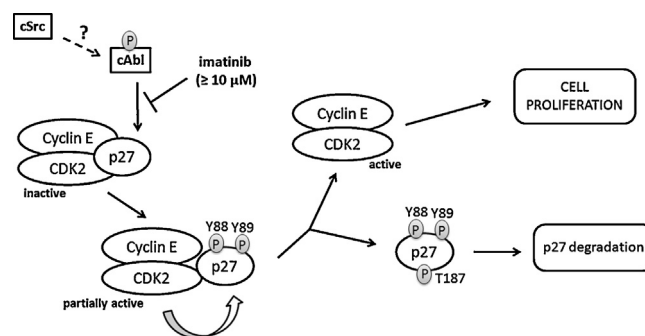 cSrc
?
P
cAbl
imatinib
(≥ 10 μM)
Cyclin E
CDK2
p27
inactive
Cyclin E
CDK2
active
CELL
PROLIFERATION
Y88 Y89
P P
Cyclin E
CDK2
p27
partially active
Y88 Y89
P P
p27
P
T187
p27 degradation